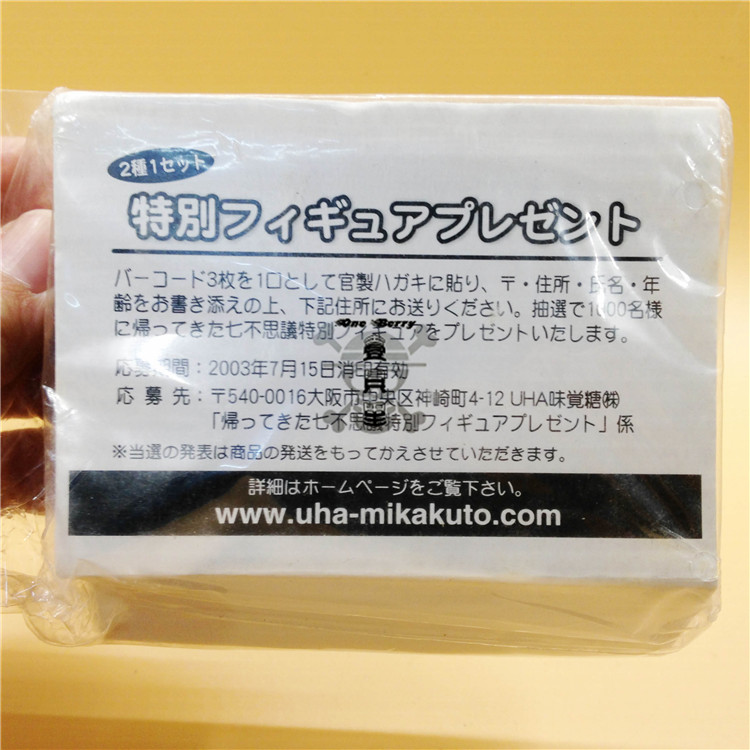 2種1セット
特別フィギュアプレゼント
バーコード3枚を1口として官製ハガキに貼り、〒・住所・氏名・年
齢をお書き添えの上、下記住所にお送りください。抽選で1000名様
に帰ってきた七不思議特別フィギュアをプレゼントいたします。
One Berry
応募期間：2003年7月15日消印有効
応募先：〒540-0016大阪市中央区神崎町4-12 UHA味覚糖㈱
「帰ってきた七不思議特別フィギュアプレゼント」係
※当選の発表は商品の発送をもってかえさせていただきます。
詳細はホームページをご覧下さい。
www.uha-mikakuto.com